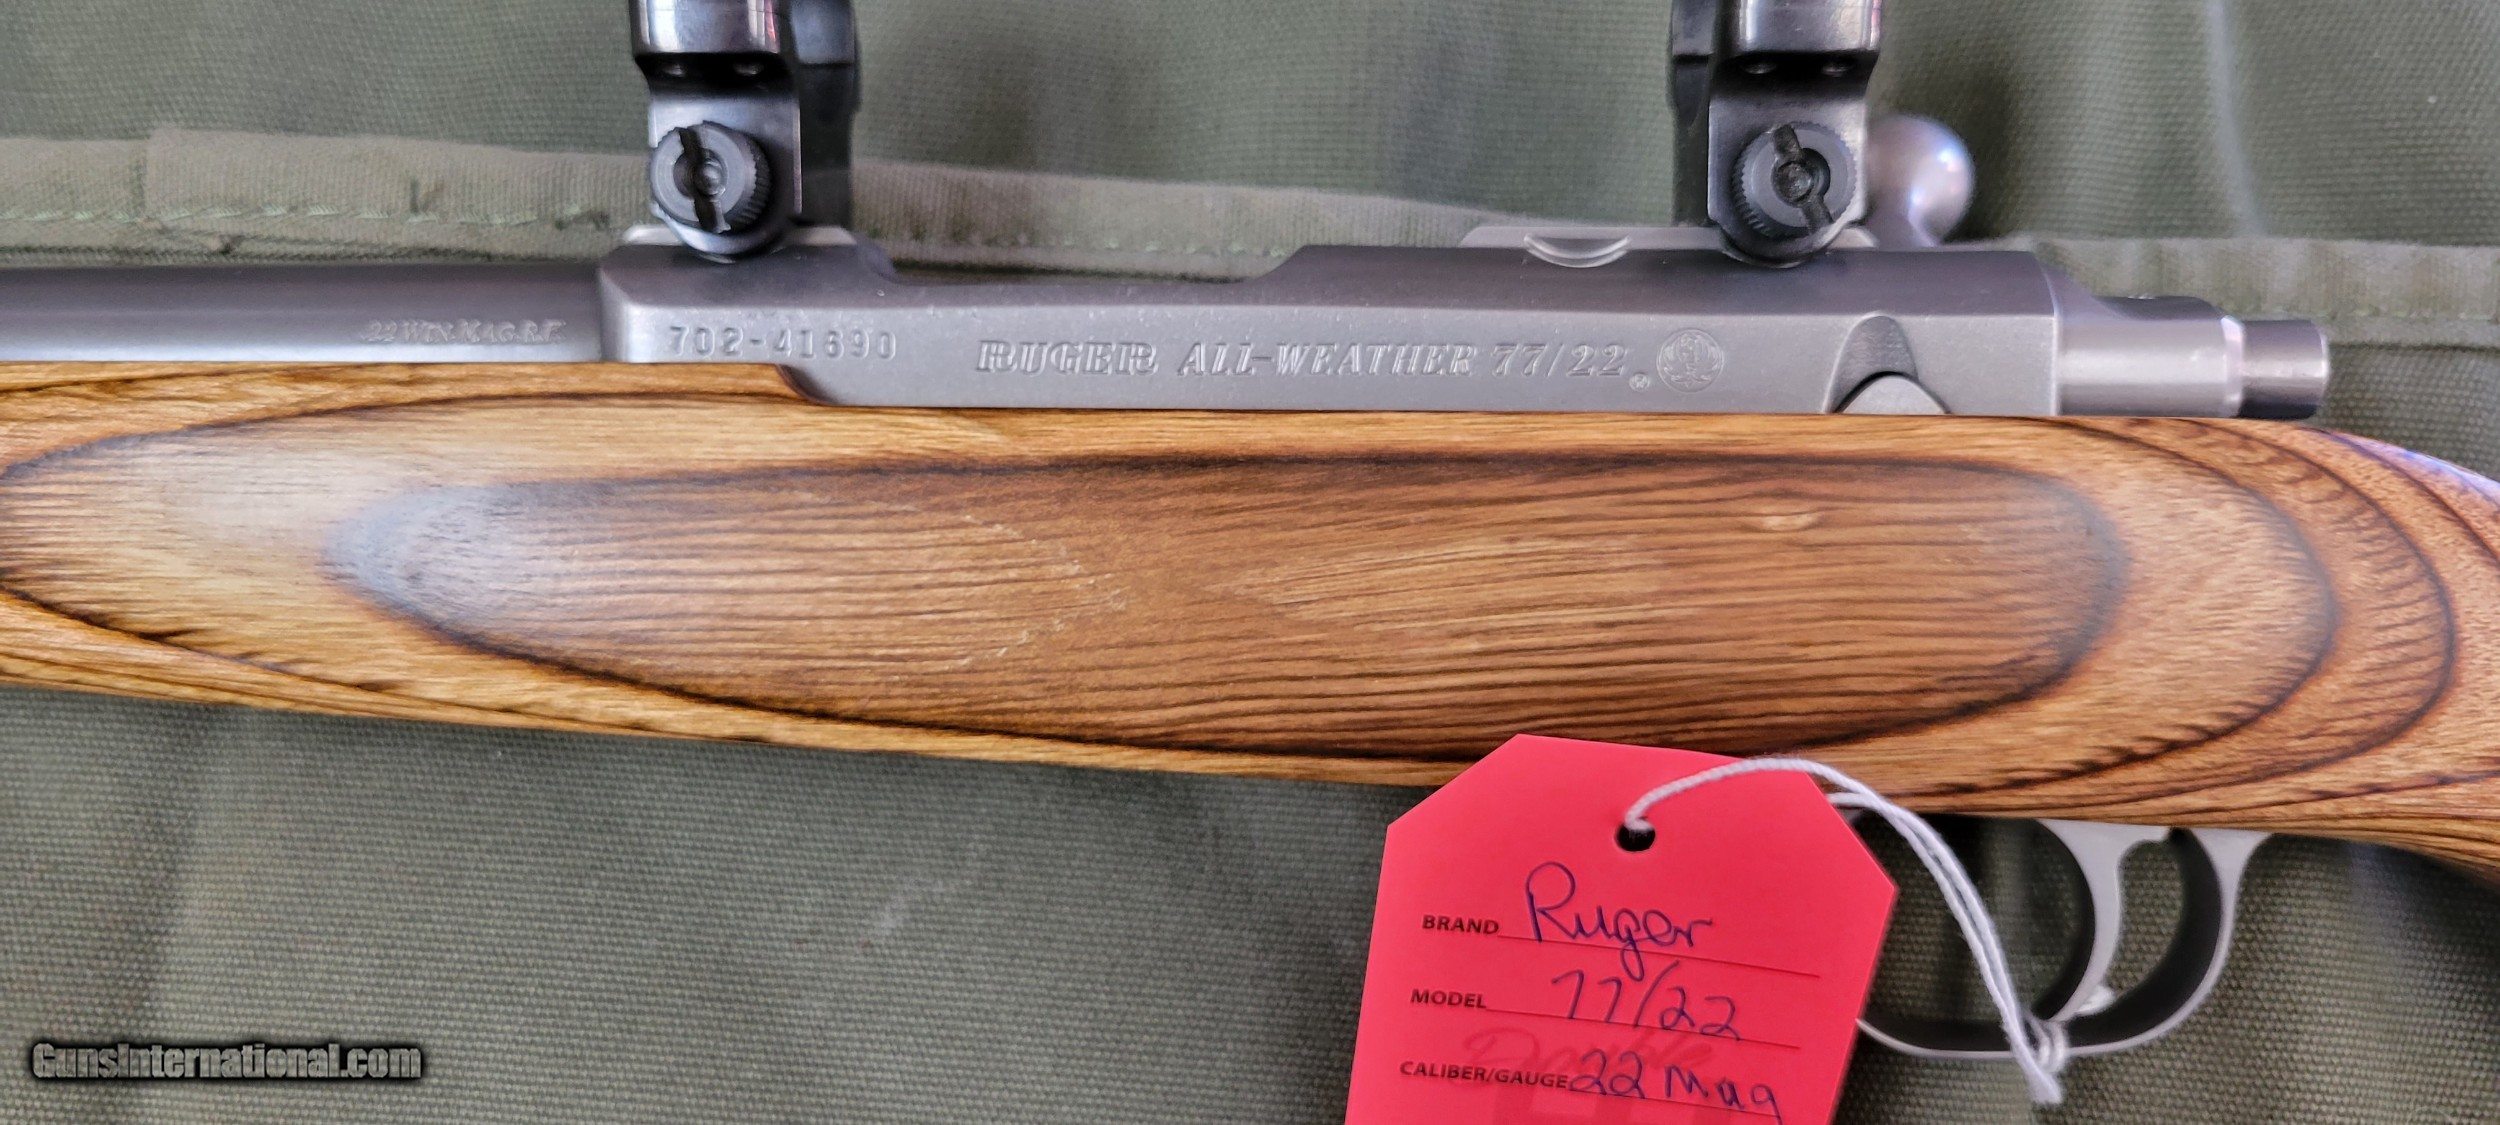 .22 WIN. MAG. R.F.
702-41690
RUGER ALL-WEATHER 77/22 ®
BRAND Ruger
MODEL 77/22
CALIBER/GAUGE 22 Mag
GunsInternational.com